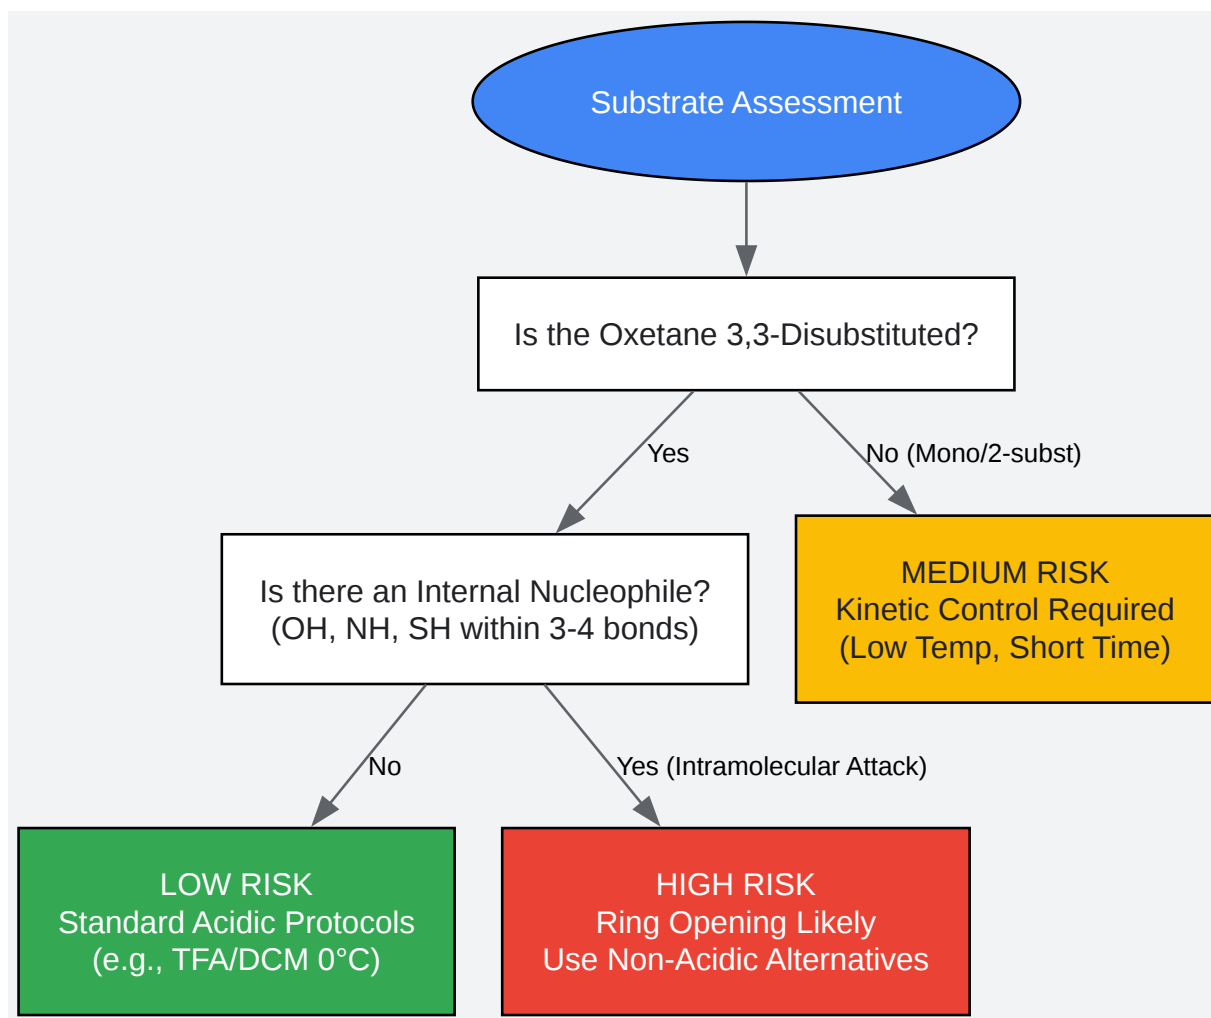 Substrate Assessment
Is the Oxetane 3,3-Disubstituted?
Yes
No (Mono/2-subst)
Is there an Internal Nucleophile?
(OH, NH, SH within 3-4 bonds)
MEDIUM RISK
Kinetic Control Required
(Low Temp, Short Time)
No
Yes (Intramolecular Attack)
LOW RISK
Standard Acidic Protocols
(e.g., TFA/DCM 0°C)
HIGH RISK
Ring Opening Likely
Use Non-Acidic Alternatives